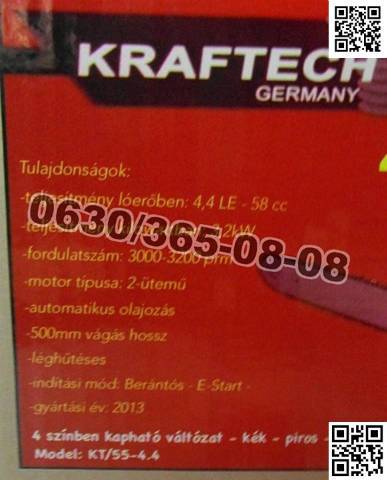 KRAFTECH
GERMANY
Tulajdonságok:
-teljesítmény lóerőben: 4,4 LE - 58 cc
0630/365-08-08
-fordulatszám: 3000-3200 prm
-motor típusa: 2-ütemű
-automatikus olajozás
-500mm vágás hossz
-léghűtéses
-indítási mód: Berántós - E-Start -
-gyártási év: 2013
4 színben kapható változat - kék - piros -
Model: KT/55-4.4